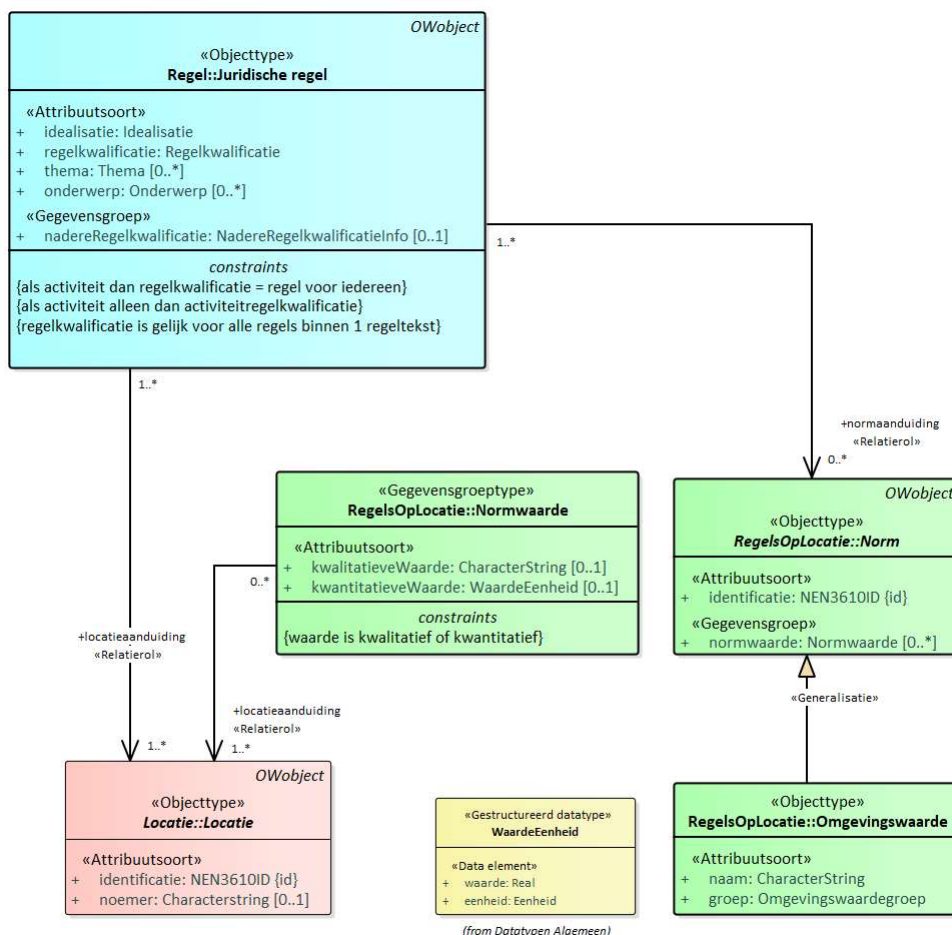 OWobject
«Objecttype»
Regel::Juridische regel
«Attribuutsoort»
+ idealisatie: Idealisatie
+ regelkwalificatie: Regelkwalificatie
+ thema: Thema [0..*]
+ onderwerp: Onderwerp [0..*]
«Gegevensgroep»
+ nadereRegelkwalificatie: NadereRegelkwalificatieInfo [0..1]
constraints
{als activiteit dan regelkwalificatie = regel voor iedereen}
{als activiteit alleen dan activiteitregelkwalificatie}
{regelkwalificatie is gelijk voor alle regels binnen 1 regeltekst}
1..*
1..*
+normaanduiding
«Relatierol»
0..*
«Gegevensgroeptype»
RegelsOpLocatie::Normwaarde
«Attribuutsoort»
+ kwalitatieveWaarde: CharacterString [0..1]
+ kwantitatieveWaarde: WaardeEenheid [0..1]
constraints
{waarde is kwalitatief of kwantitatief}
0..*
OWobject
«Objecttype»
RegelsOpLocatie::Norm
«Attribuutsoort»
+ identificatie: NEN3610ID {id}
«Gegevensgroep»
+ normwaarde: Normwaarde [0..*]
+locatieaanduiding
«Relatierol»
1..*
+locatieaanduiding
«Relatierol»
1..*
«Generalisatie»
OWobject
«Objecttype»
Locatie::Locatie
«Attribuutsoort»
+ identificatie: NEN3610ID {id}
+ noemer: Characterstring [0..1]
«Gestructureerd datatype»
WaardeEenheid
«Data element»
+ waarde: Real
+ eenheid: Eenheid
(from Datatypen Algemeen)
«Objecttype»
RegelsOpLocatie::Omgevingswaarde
«Attribuutsoort»
+ naam: CharacterString
+ groep: Omgevingswaardegroep